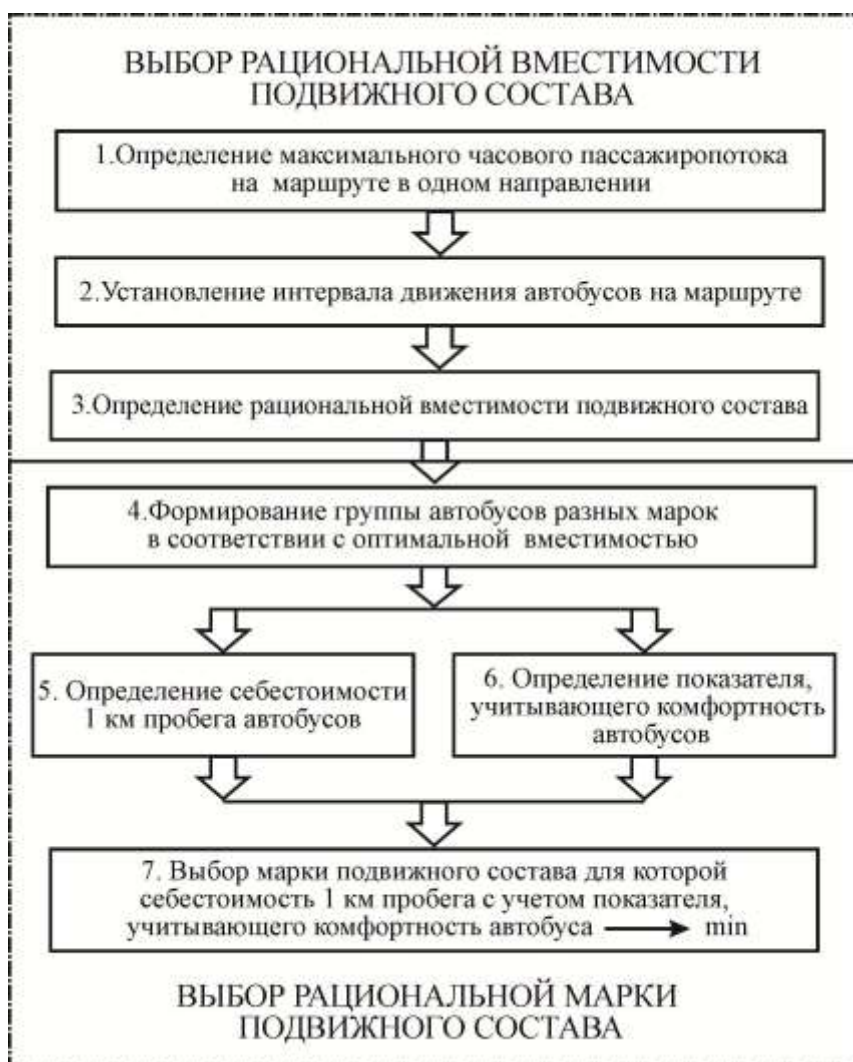 ВЫБОР РАЦИОНАЛЬНОЙ ВМЕСТИМОСТИ
ПОДВИЖНОГО СОСТАВА
1.Определение максимального часового пассажиропотока
на маршруте в одном направлении
2.Установление интервала движения автобусов на маршруте
3.Определение рациональной вместимости подвижного состава
4.Формирование группы автобусов разных марок
в соответствии с оптимальной вместимостью
5. Определение себестоимости
1 км пробега автобусов
6. Определение показателя,
учитывающего комфортность
автобусов
7. Выбор марки подвижного состава для которой
себестоимость 1 км пробега с учетом показателя,
учитывающего комфортность автобуса → min
ВЫБОР РАЦИОНАЛЬНОЙ МАРКИ
ПОДВИЖНОГО СОСТАВА